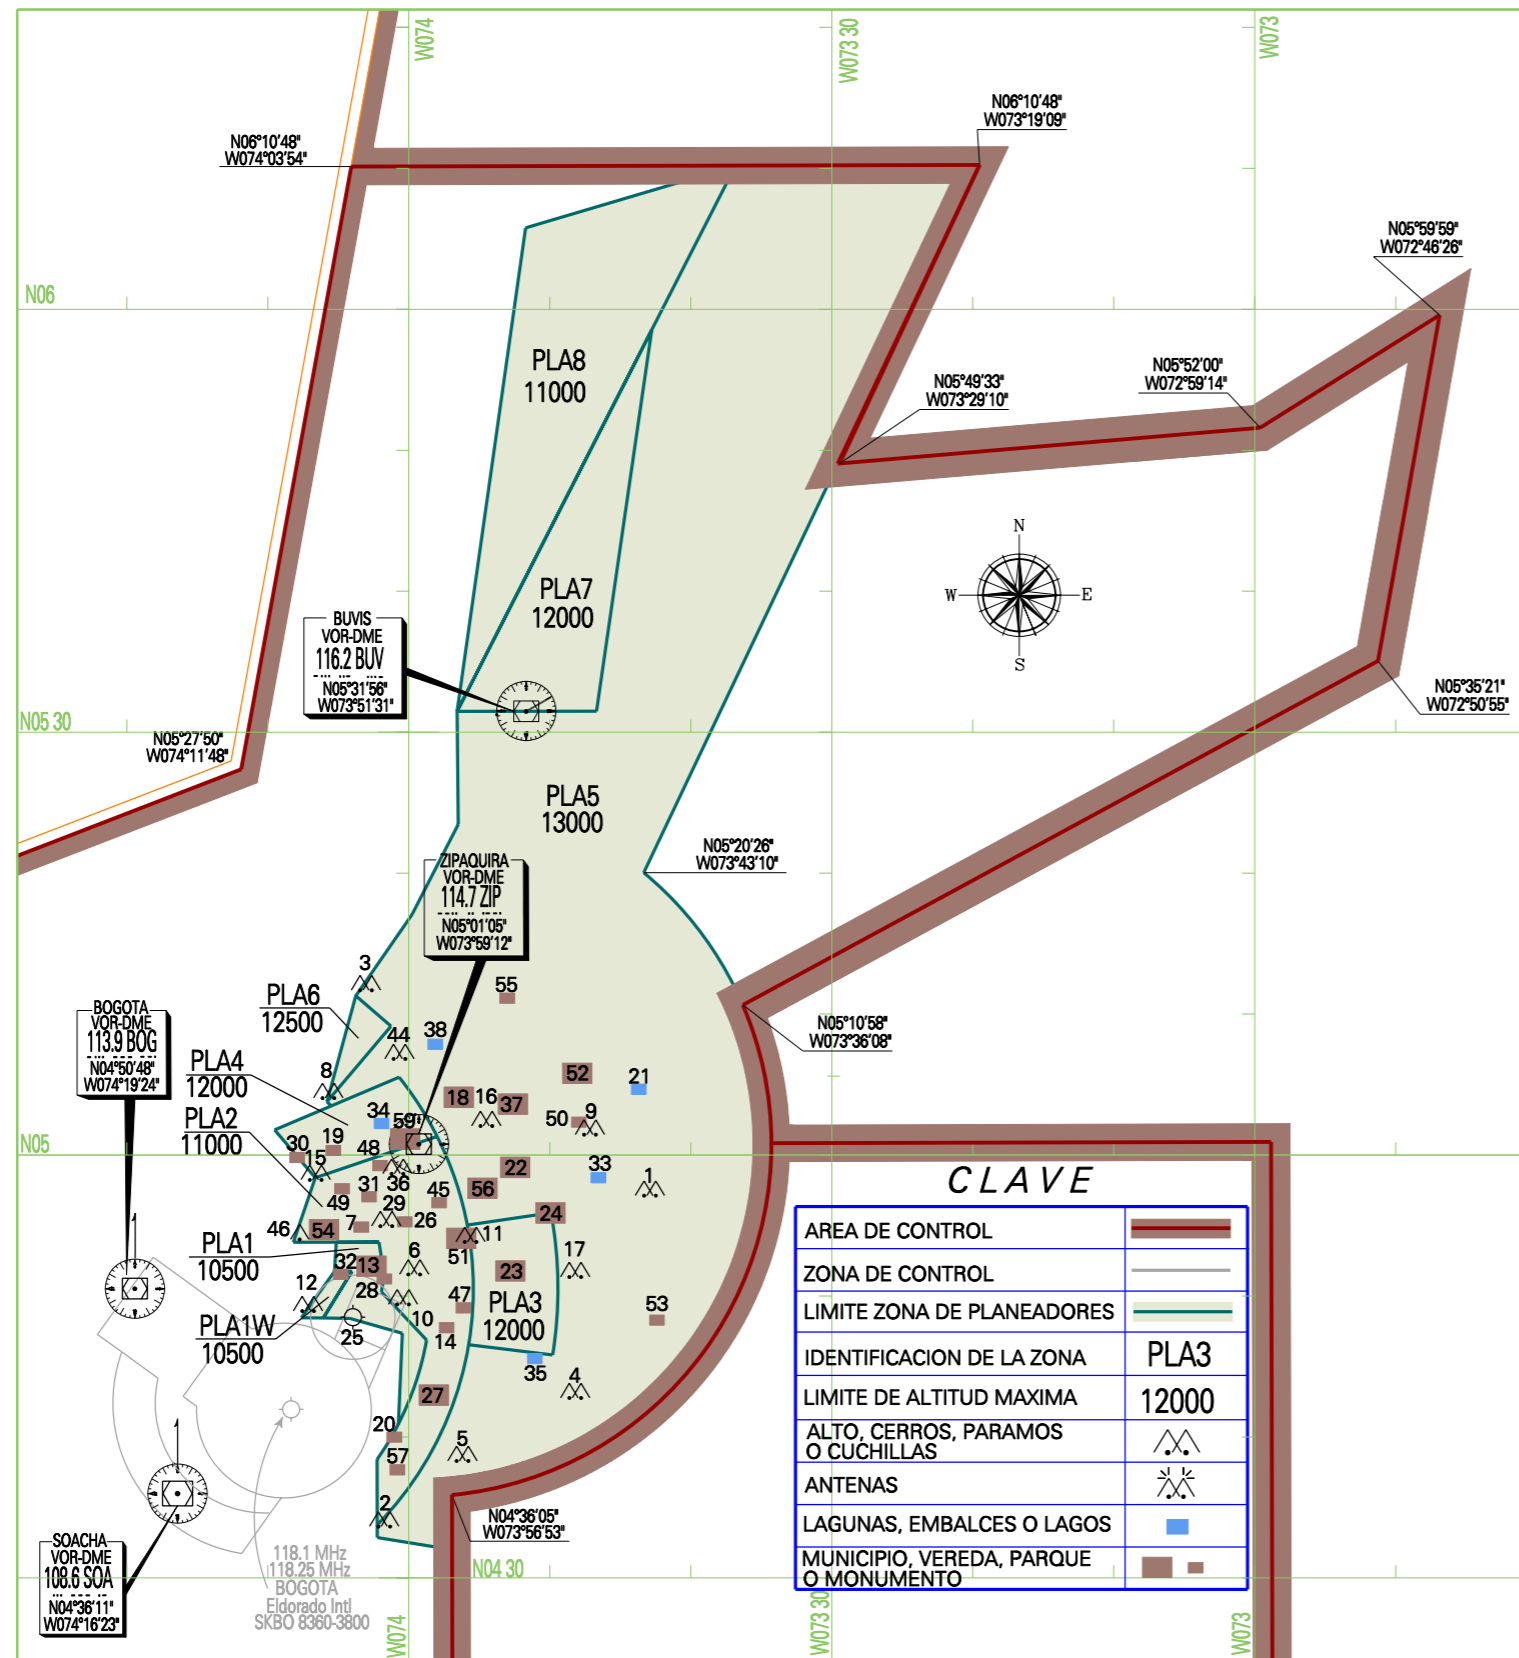 W074
W073 30
W073
N06°10'48"
W073°19'09"
N06°10'48"
W074°03'54"
N05°59'59"
W072°46'26"
N06
PLA8
11000
N05°52'00"
W072°59'14"
N05°49'33"
W073°29'10"
N
W
E
S
PLA7
12000
BUVIS
VOR-DME
116.2 BUV
N05°31'56"
W073°51'31"
N05°35'21"
W072°50'55"
N05 30
N05°27'50"
W074°11'48"
PLA5
13000
N05°20'26"
W073°43'10"
ZIPAQUIRA
VOR-DME
114.7 ZIP
N05°01'05"
W073°59'12"
3
55
PLA6
12500
BOGOTA
VOR-DME
113.9 BOG
N04°50'48"
W074°19'24"
N05°10'58"
W073°36'08"
44
38
PLA4
12000
8
52
21
18
16
37
PLA2
11000
34
59
50
9
N05
30
19
15
48
36
22
33
1
49
31
56
45
29
26
24
46
54
7
11
51
PLA1
10500
6
17
32
13
23
28
12
10
47
PLA3
12000
53
PLA1W
10500
25
14
35
4
27
20
5
57
2
N04°36'05"
W073°56'53"
SOACHA
VOR-DME
108.6 SOA
N04°36'11"
W074°16'23"
118.1 MHz
118.25 MHz
BOGOTA
Eldorado Intl
SKBO 8360-3800
N04 30
W074
W073 30
W073
CLAVE
AREA DE CONTROL
ZONA DE CONTROL
LIMITE ZONA DE PLANEADORES
IDENTIFICACION DE LA ZONA PLA3
LIMITE DE ALTITUD MAXIMA 12000
ALTO, CERROS, PARAMOS
O CUCHILLAS
ANTENAS
LAGUNAS, EMBALCES O LAGOS
MUNICIPIO, VEREDA, PARQUE
O MONUMENTO